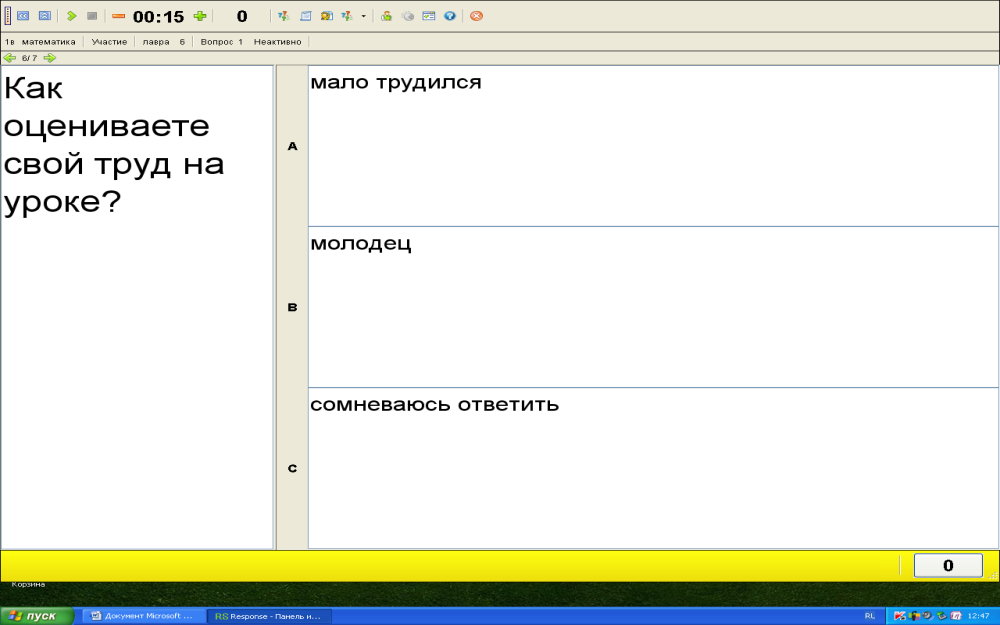 00:15 0
1в математика Участие лавра 6 Вопрос 1 Неактивно
6/7
Как
оцениваете
свой труд на
уроке?
A
мало трудился
B
молодец
C
сомневаюсь ответить
0
Корзина
пуск Документ Microsoft ... RS Response - Панель и... RL 12:47